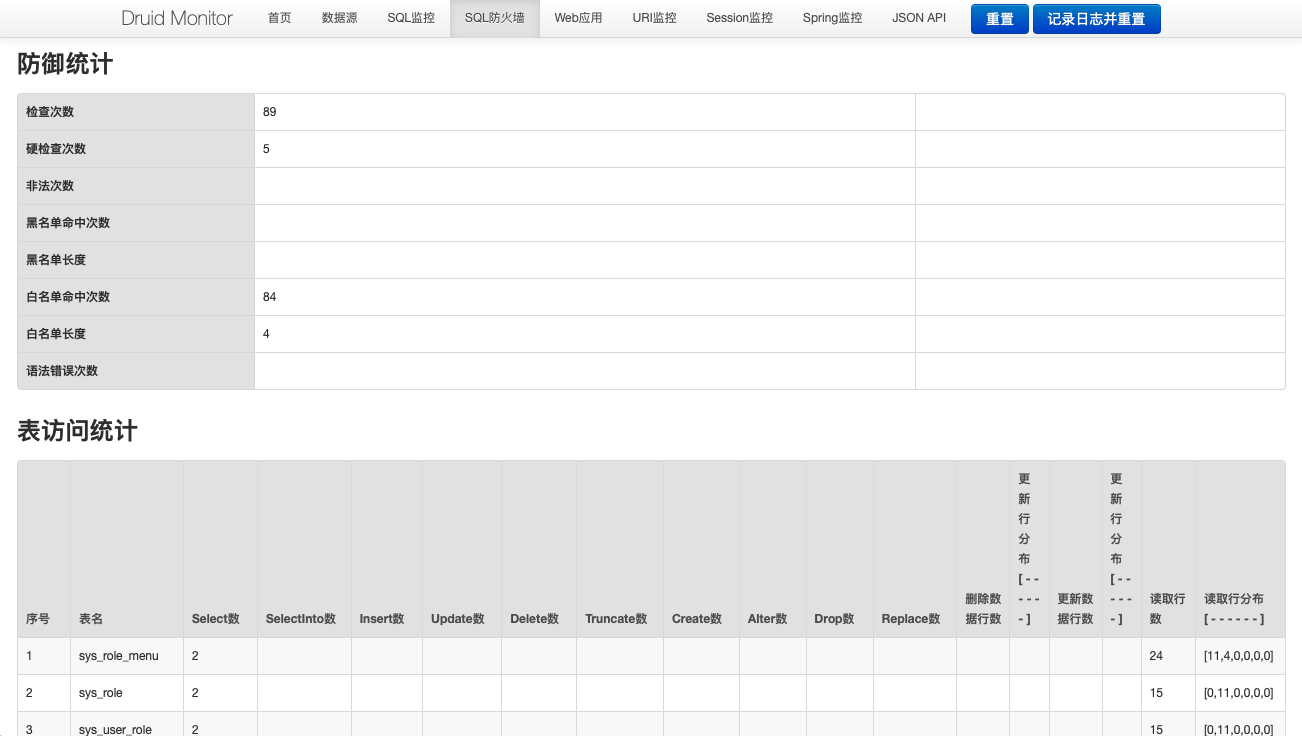 Druid Monitor 首页 数据源 SQL监控 SQL防火墙 Web应用 URI监控 Session监控 Spring监控 JSON API 重置 记录日志并重置
防御统计
检查次数 89
硬检查次数 5
非法次数
黑名单命中次数
黑名单长度
白名单命中次数 84
白名单长度 4
语法错误次数
表访问统计
序号 表名 Select数 SelectInto数 Insert数 Update数 Delete数 Truncate数 Create数 Alter数 Drop数 Replace数 删除数据行数 更新行分布 [ - - - - - - ] 更新数据行数 更新行分布 [ - - - - - - ] 读取行数 读取行分布 [ - - - - - - ]
1 sys_role_menu 2 24 [11,4,0,0,0,0]
2 sys_role 2 15 [0,11,0,0,0,0]
3 sys_user_role 2 15 [0,11,0,0,0,0]